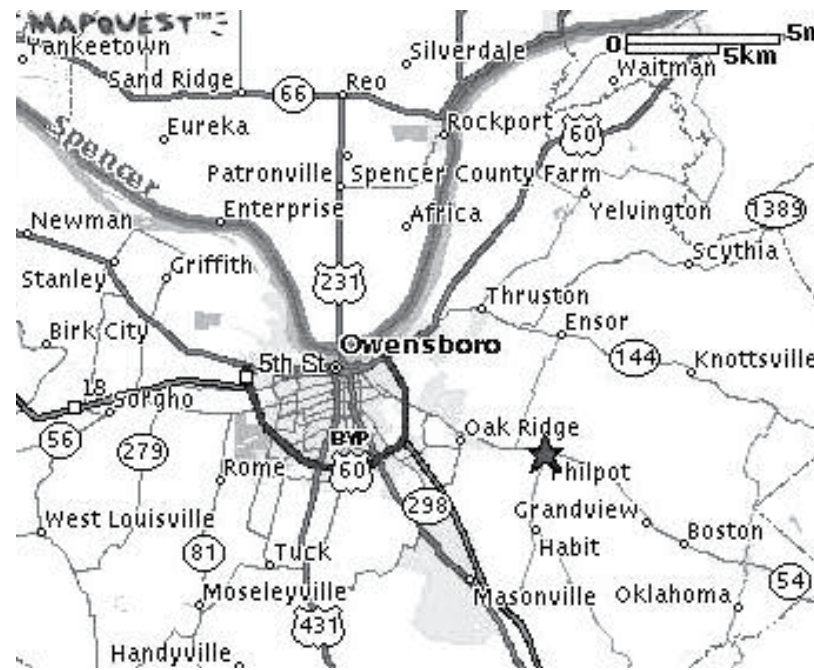 MAPQUEST™
0 5m
5km
Yankeetown
Silverdale
Waitman
Sand Ridge
66
Reo
Eureka
Rockport
60
Spencer
Patronville
Spencer County Farm
Newman
Enterprise
Africa
Yelvington
1389
Stanley
Griffith
231
Scythia
Thruston
Birk City
Ensor
Owensboro
5th St
144
Knottsville
18
Sorgho
56
279
BYP
60
Oak Ridge
Philpot
Rome
298
Grandview
West Louisville
Habit
Boston
81
Tuck
54
Moseleyville
Masonville
Oklahoma
431
Handyville